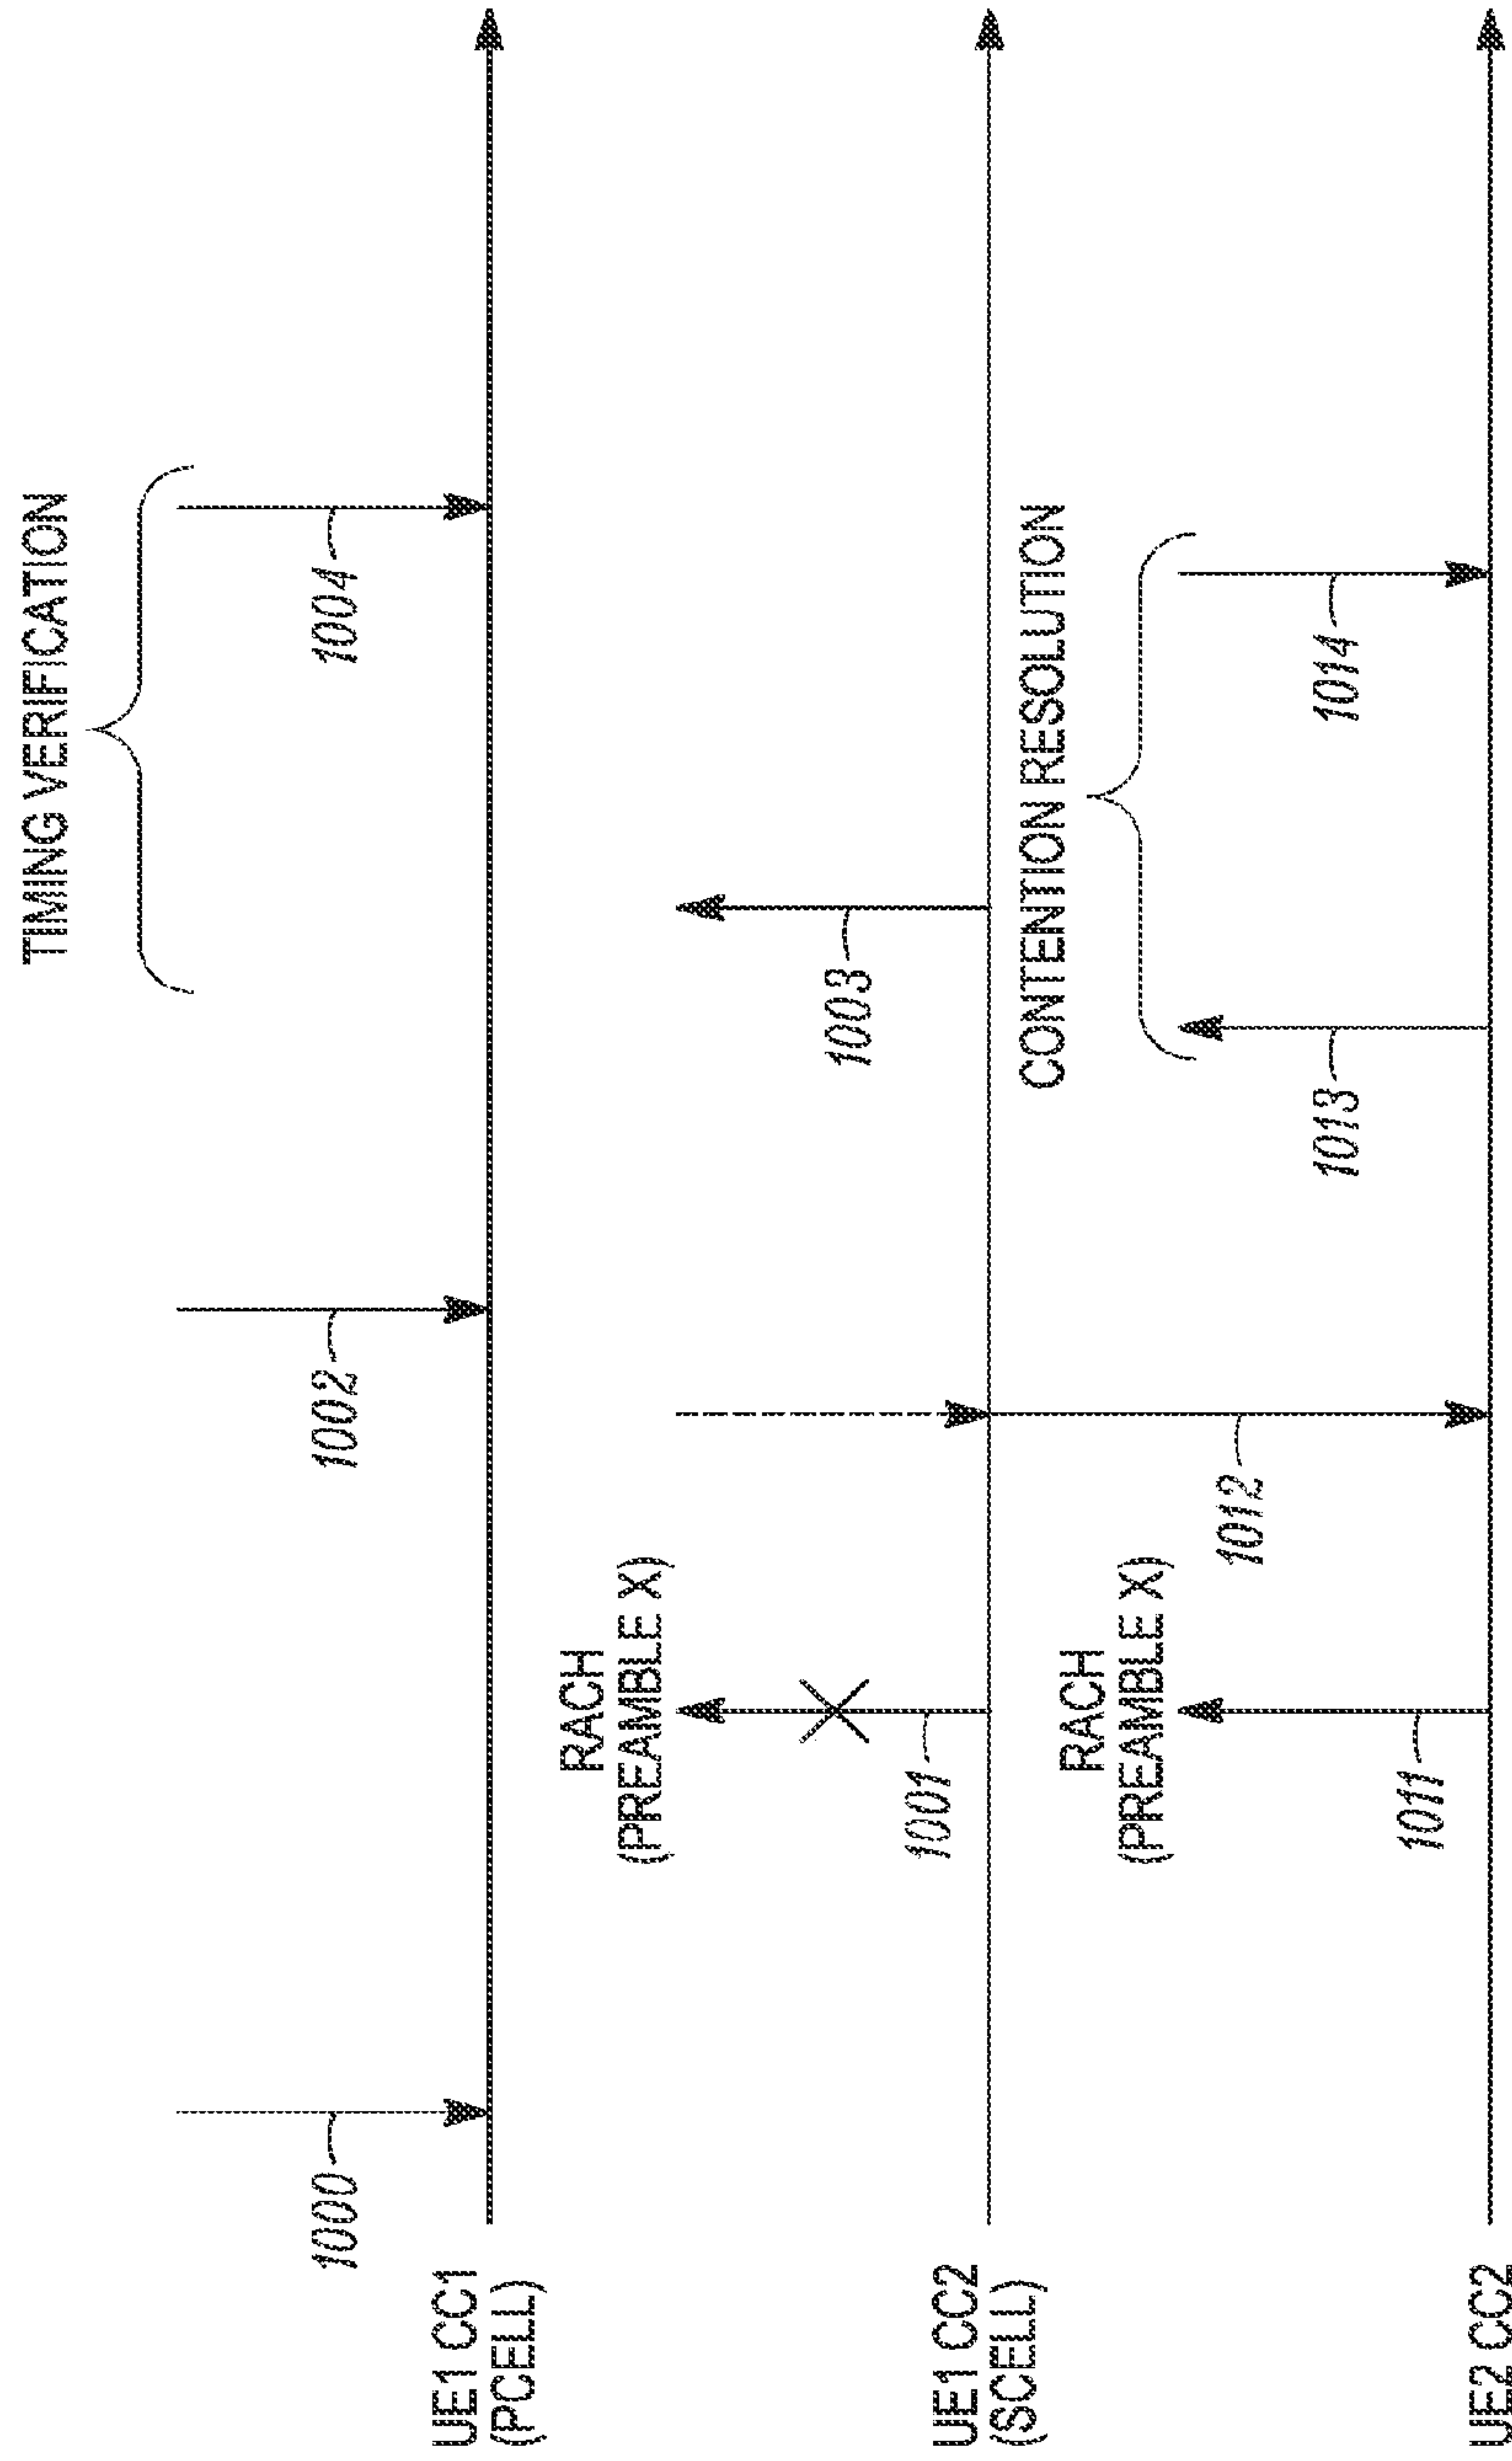 TIMING VERIFICATION
1000
1002
1004
UE1 CC1
(PCELL)
RACH
(PREAMBLE X)
1001
1003
UE1 CC2
(SCELL)
CONTENTION RESOLUTION
RACH
(PREAMBLE X)
1012
1013
1014
1011
UE2 CC2